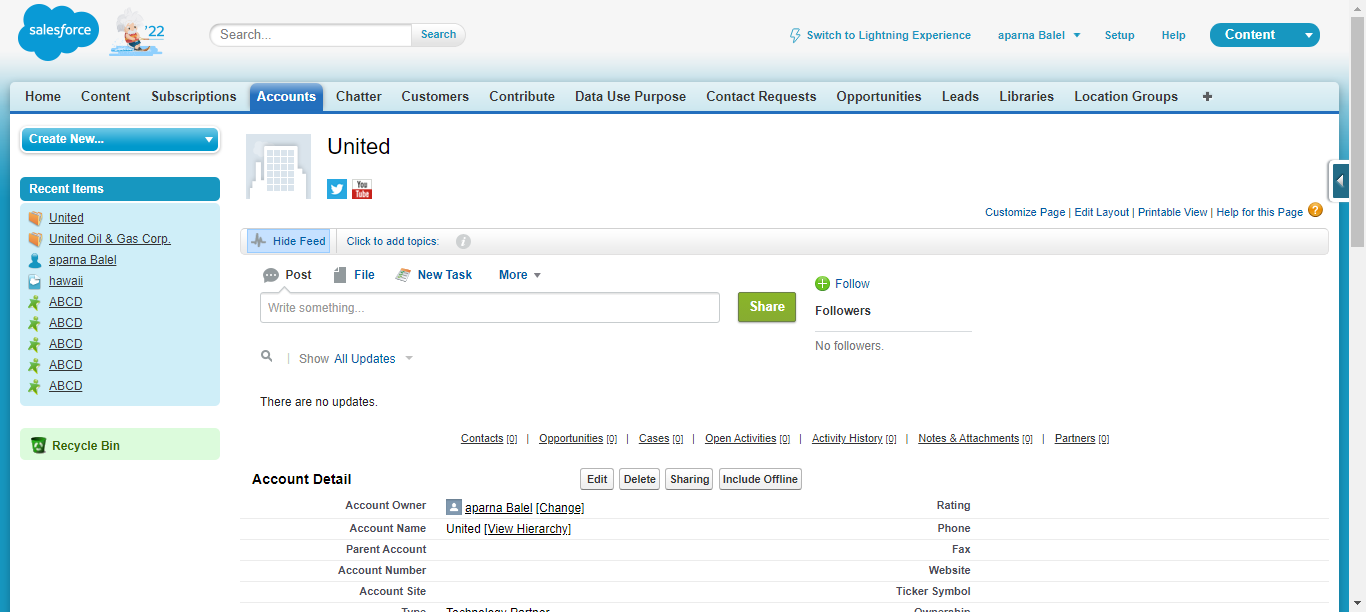 salesforce
'22
Search...
Search
Switch to Lightning Experience
aparna Balel
Setup
Help
Content
Home Content Subscriptions Accounts Chatter Customers Contribute Data Use Purpose Contact Requests Opportunities Leads Libraries Location Groups +
Create New...
Recent Items
United
United Oil & Gas Corp.
aparna Balel
hawaii
ABCD
ABCD
ABCD
ABCD
ABCD
Recycle Bin
United
You
Tube
Customize Page | Edit Layout | Printable View | Help for this Page ?
Hide Feed
Click to add topics:
i
Post File New Task More
Write something...
Share
Follow
Followers
No followers.
| Show All Updates
There are no updates.
Contacts [0] | Opportunities [0] | Cases [0] | Open Activities [0] | Activity History [0] | Notes & Attachments [0] | Partners [0]
Account Detail
Edit Delete Sharing Include Offline
Account Owner aparna Balel [Change] Rating
Account Name United [View Hierarchy] Phone
Parent Account Fax
Account Number Website
Account Site Ticker Symbol
Type Technology Partner Ownership